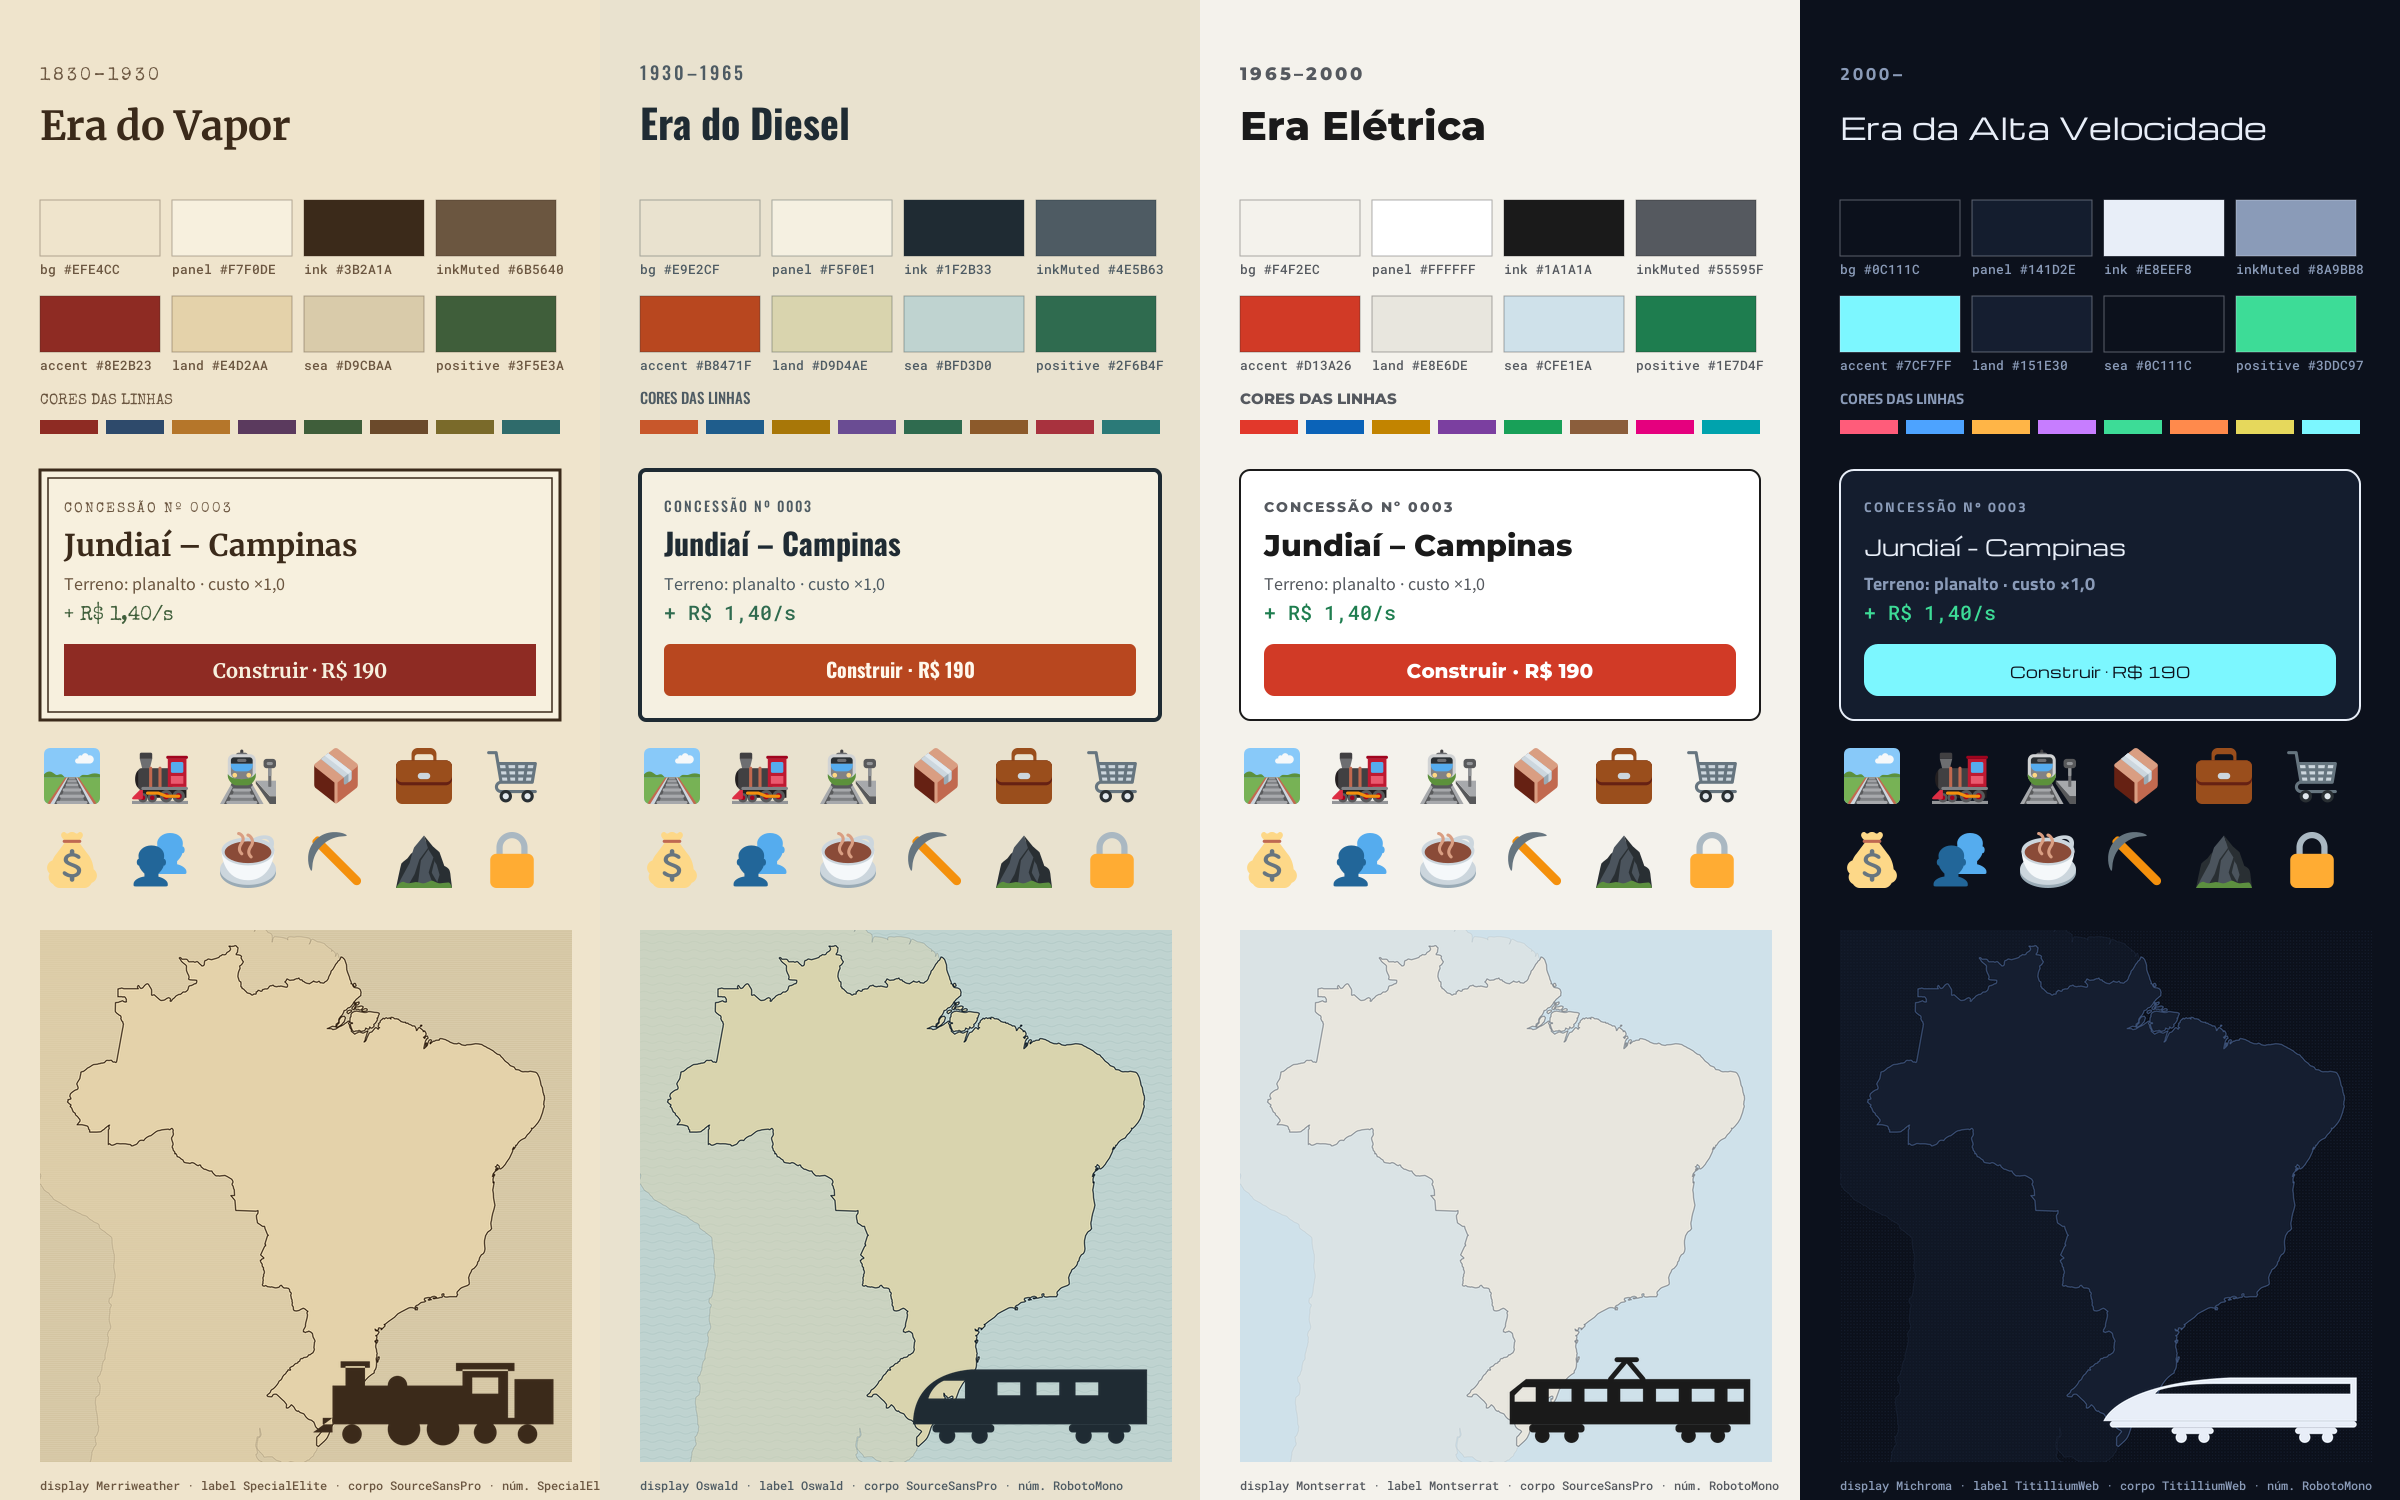 1830–1930
Era do Vapor
bg #EFE4CC
panel #F7F0DE
ink #3B2A1A
inkMuted #6B5640
accent #8E2B23
land #E4D2AA
sea #D9CBAA
positive #3F5E3A
CORES DAS LINHAS
CONCESSÃO Nº 0003
Jundiaí – Campinas
Terreno: planalto · custo ×1,0
+ R$ 1,40/s
Construir · R$ 190
display Merriweather · label SpecialElite · corpo SourceSansPro · núm. SpecialEl
1930–1965
Era do Diesel
bg #E9E2CF
panel #F5F0E1
ink #1F2B33
inkMuted #4E5B63
accent #B8471F
land #D9D4AE
sea #BFD3D0
positive #2F6B4F
CORES DAS LINHAS
CONCESSÃO Nº 0003
Jundiaí – Campinas
Terreno: planalto · custo ×1,0
+ R$ 1,40/s
Construir · R$ 190
display Oswald · label Oswald · corpo SourceSansPro · núm. RobotoMono
1965–2000
Era Elétrica
bg #F4F2EC
panel #FFFFFF
ink #1A1A1A
inkMuted #55595F
accent #D13A26
land #E8E6DE
sea #CFE1EA
positive #1E7D4F
CORES DAS LINHAS
CONCESSÃO Nº 0003
Jundiaí – Campinas
Terreno: planalto · custo ×1,0
+ R$ 1,40/s
Construir · R$ 190
display Montserrat · label Montserrat · corpo SourceSansPro · núm. RobotoMono
2000–
Era da Alta Velocidade
bg #0C111C
panel #141D2E
ink #E8EEF8
inkMuted #8A9BB8
accent #7CF7FF
land #151E30
sea #0C111C
positive #3DDC97
CORES DAS LINHAS
CONCESSÃO Nº 0003
Jundiaí – Campinas
Terreno: planalto · custo ×1,0
+ R$ 1,40/s
Construir · R$ 190
display Michroma · label TitilliumWeb · corpo TitilliumWeb · núm. RobotoMono